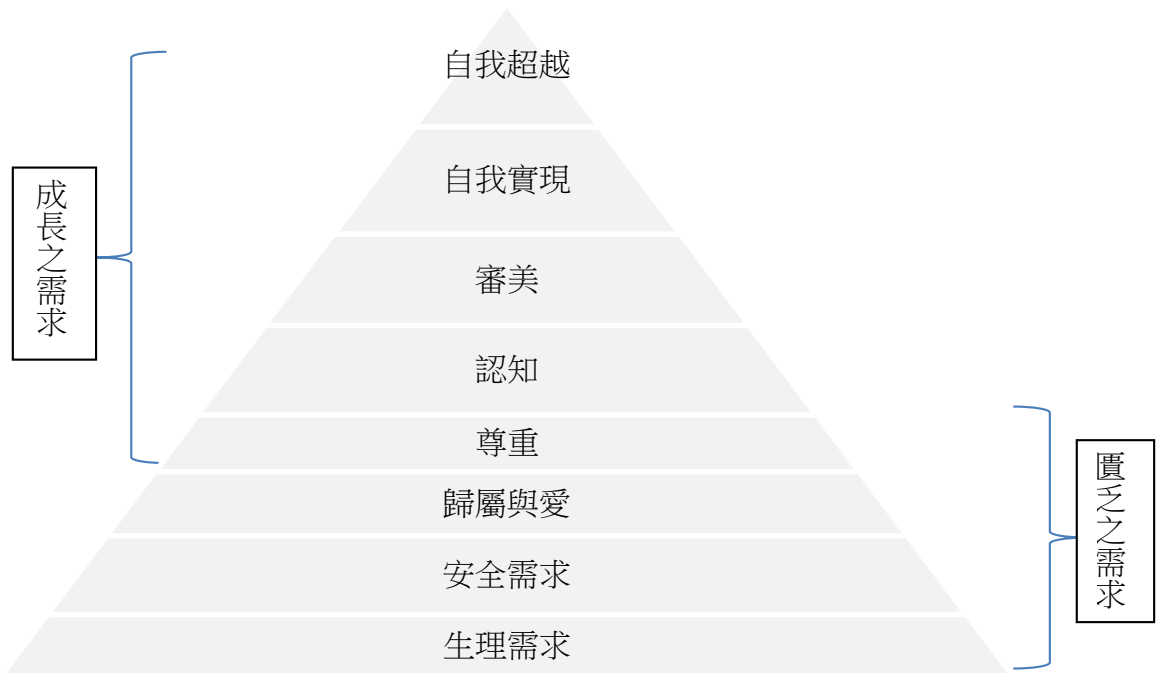 自我超越
自我實現
審美
認知
尊重
歸屬與愛
安全需求
生理需求
成長之需求
匱乏之需求